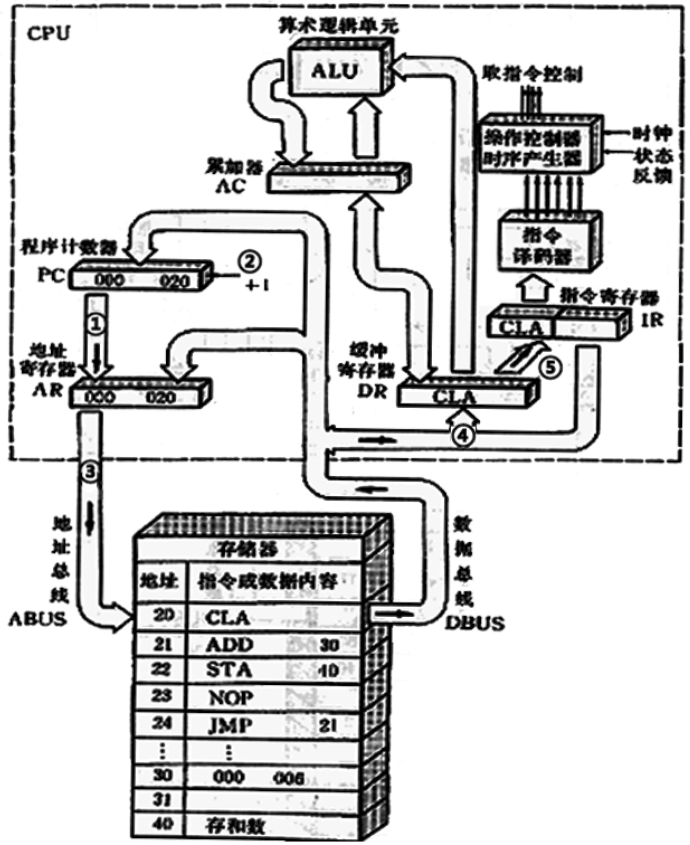 CPU
算术逻辑单元
ALU
取指令控制
操作控制器
时序产生器
时钟
状态
反馈
累加器
AC
指令
译码器
程序计数器
PC
000 020
②
+1
指令寄存器
IR
CLA
①
⑤
地址
寄存器
AR
000 020
缓冲
寄存器
DR
CLA
④
③
地址总线
ABUS
数据总线
DBUS
存储器
地址 指令或数据内容
20 CLA
21 ADD 30
22 STA 40
23 NOP
24 JMP 21
⋮ ⋮
30 000 006
31
40 存和数